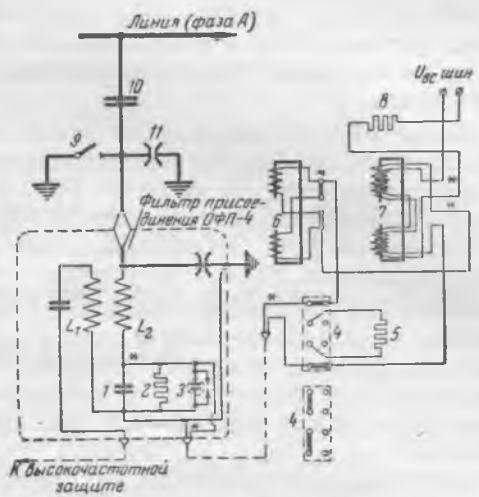 Линия (фаза А)
10
U_ВС шин
8
9
11
Фильтр присое-
динения ОФП-4
6
7
L₁
L₂
4
5
1
2
3
4
К высокочастотной
защите